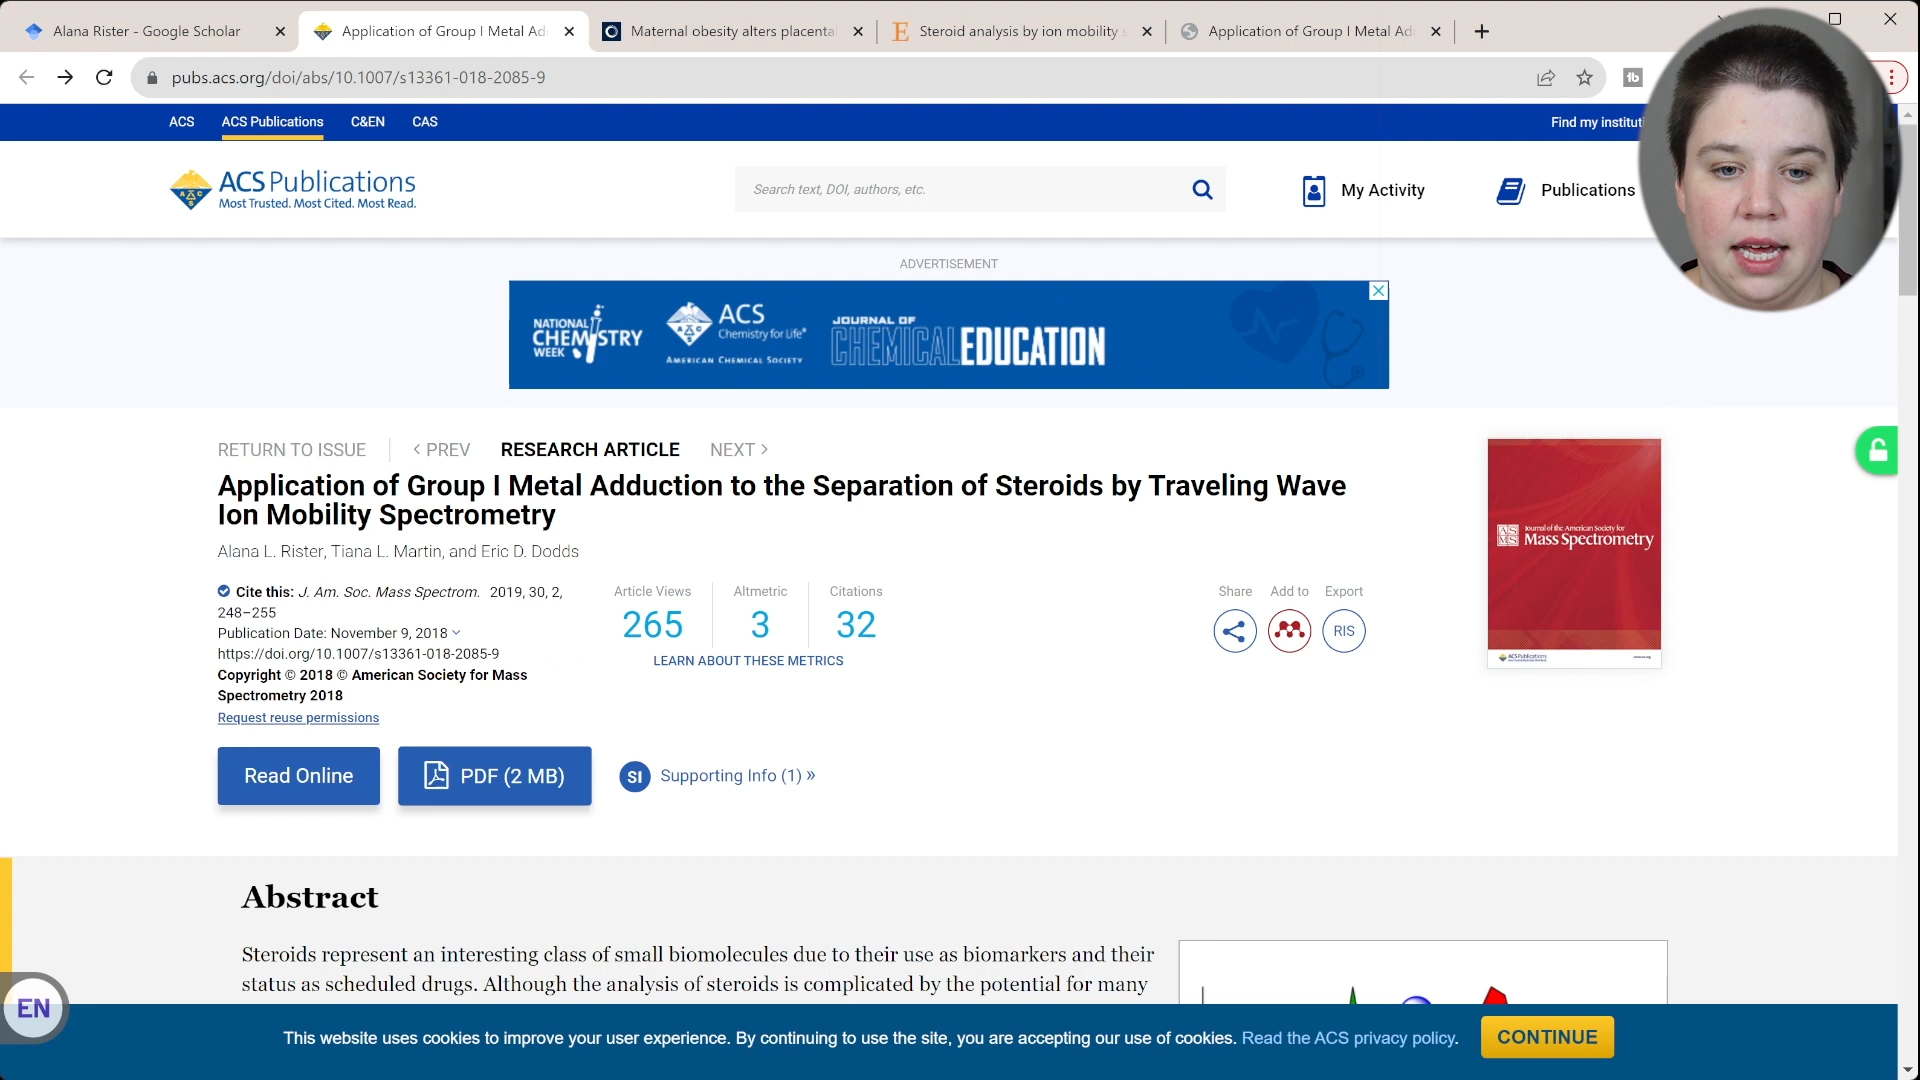 Alana Rister - Google Scholar
Application of Group I Metal Ad
Maternal obesity alters placenta
E Steroid analysis by ion mobility s
Application of Group I Metal Ad
pubs.acs.org/doi/abs/10.1007/s13361-018-2085-9
ACS
ACS Publications
C&EN
CAS
Find my instituti
ACS Publications
Most Trusted. Most Cited. Most Read.
Search text, DOI, authors, etc.
My Activity
Publications
ADVERTISEMENT
NATIONAL
CHEMISTRY
WEEK
ACS
Chemistry for Life®
AMERICAN CHEMICAL SOCIETY
JOURNAL OF
CHEMICALEDUCATION
RETURN TO ISSUE
< PREV
RESEARCH ARTICLE
NEXT >
Application of Group I Metal Adduction to the Separation of Steroids by Traveling Wave
Ion Mobility Spectrometry
Alana L. Rister, Tiana L. Martin, and Eric D. Dodds
Cite this: J. Am. Soc. Mass Spectrom. 2019, 30, 2,
248–255
Publication Date: November 9, 2018
https://doi.org/10.1007/s13361-018-2085-9
Copyright © 2018 © American Society for Mass
Spectrometry 2018
Request reuse permissions
Article Views
265
Altmetric
3
Citations
32
LEARN ABOUT THESE METRICS
Share
Add to
Export
RIS
Journal of the American Society for
Mass Spectrometry
ACS Publications
Read Online
PDF (2 MB)
SI Supporting Info (1) »
Abstract
Steroids represent an interesting class of small biomolecules due to their use as biomarkers and their
status as scheduled drugs. Although the analysis of steroids is complicated by the potential for many
EN
This website uses cookies to improve your user experience. By continuing to use the site, you are accepting our use of cookies. Read the ACS privacy policy.
CONTINUE